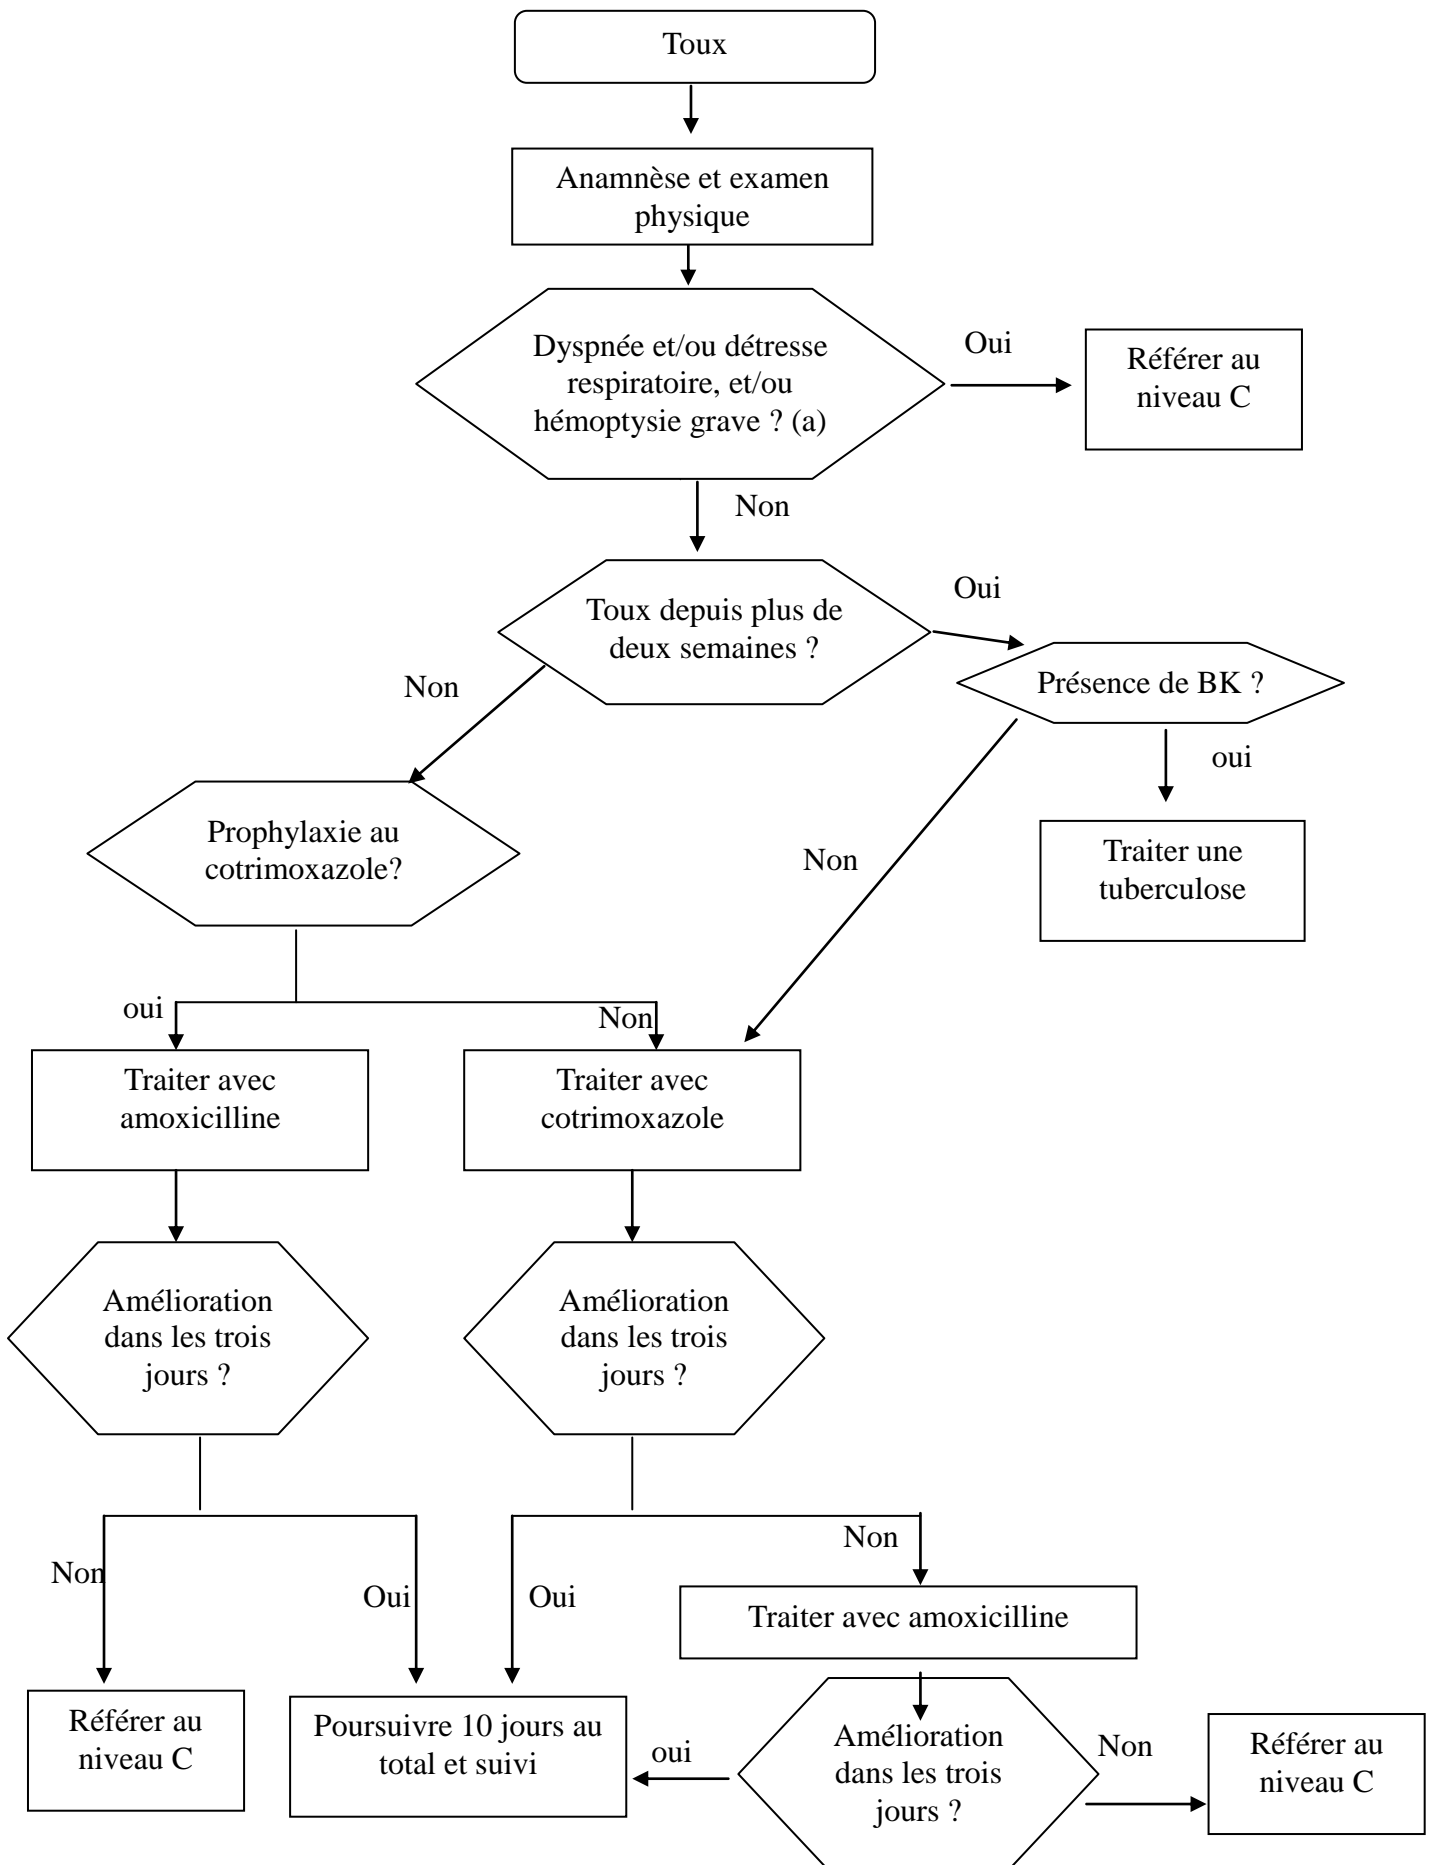 Toux
Anamnèse et examen
physique
Dyspnée et/ou détresse
respiratoire, et/ou
hémoptysie grave ? (a)
Oui
Référer au
niveau C
Non
Toux depuis plus de
deux semaines ?
Oui
Présence de BK ?
Non
oui
Prophylaxie au
cotrimoxazole?
Non
Traiter une
tuberculose
oui
Non
Traiter avec
amoxicilline
Traiter avec
cotrimoxazole
Amélioration
dans les trois
jours ?
Amélioration
dans les trois
jours ?
Non
Oui
Oui
Non
Traiter avec amoxicilline
Référer au
niveau C
Poursuivre 10 jours au
total et suivi
oui
Amélioration
dans les trois
jours ?
Non
Référer au
niveau C